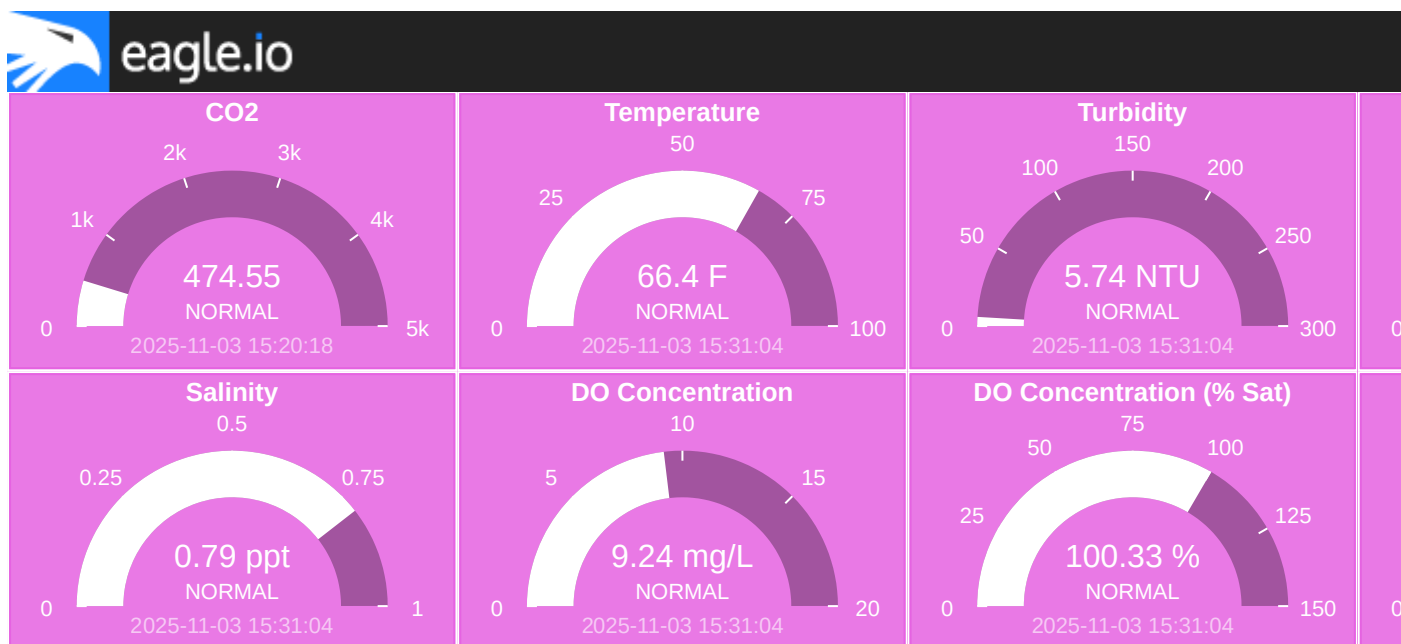 eagle.io
CO2
0
1k
2k
3k
4k
5k
474.55
NORMAL
2025-11-03 15:20:18
Temperature
0
25
50
75
100
66.4 F
NORMAL
2025-11-03 15:31:04
Turbidity
0
50
100
150
200
250
300
5.74 NTU
NORMAL
2025-11-03 15:31:04
0
Salinity
0
0.25
0.5
0.75
1
0.79 ppt
NORMAL
2025-11-03 15:31:04
DO Concentration
0
5
10
15
20
9.24 mg/L
NORMAL
2025-11-03 15:31:04
DO Concentration (% Sat)
0
25
50
75
100
125
150
100.33 %
NORMAL
2025-11-03 15:31:04
0